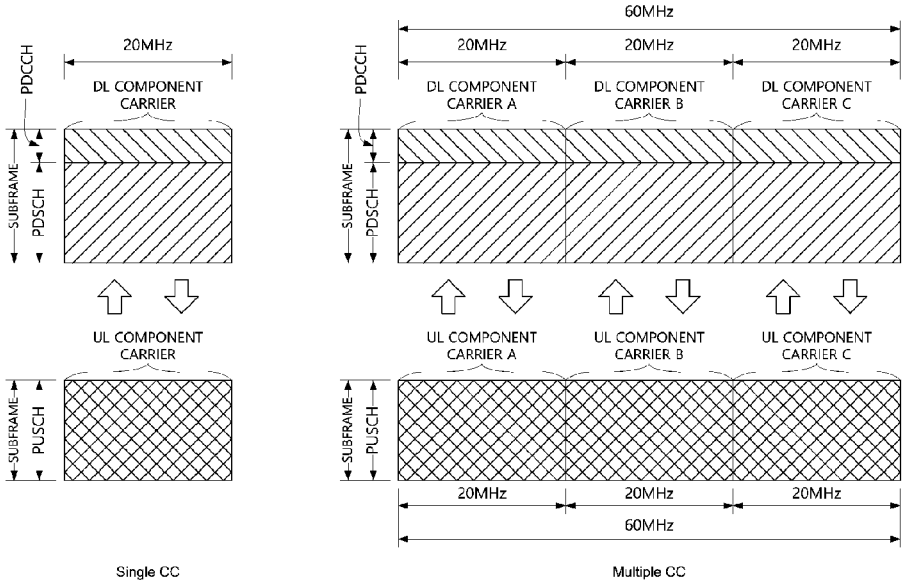 60MHz
20MHz
20MHz
20MHz
20MHz
DL COMPONENT
CARRIER
DL COMPONENT
CARRIER A
DL COMPONENT
CARRIER B
DL COMPONENT
CARRIER C
PDCCH
SUBFRAME
PDSCH
PDCCH
SUBFRAME
PDSCH
UL COMPONENT
CARRIER
UL COMPONENT
CARRIER A
UL COMPONENT
CARRIER B
UL COMPONENT
CARRIER C
SUBFRAME
PUSCH
SUBFRAME
PUSCH
20MHz
20MHz
20MHz
60MHz
Single CC
Multiple CC